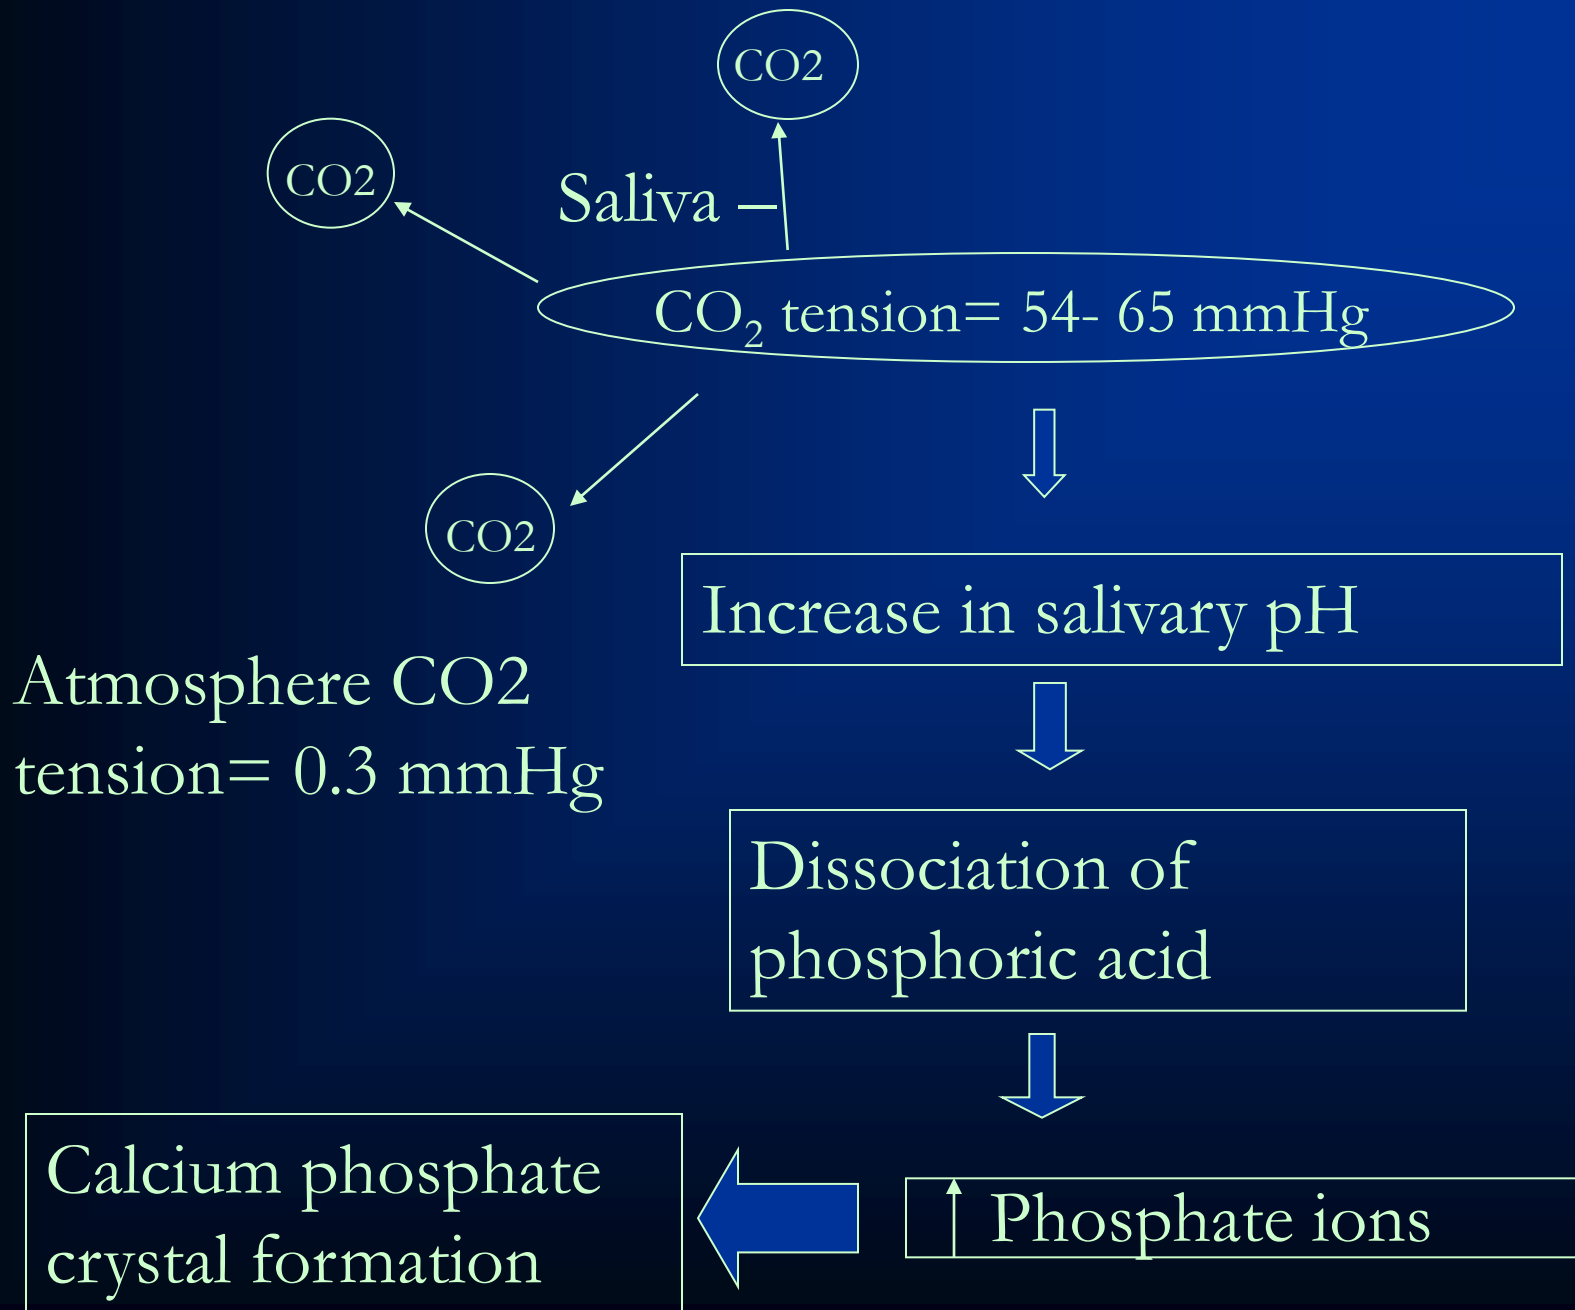 CO2
CO2
Saliva –
CO₂ tension= 54- 65 mmHg
CO2
Increase in salivary pH
Atmosphere CO2
tension= 0.3 mmHg
Dissociation of
phosphoric acid
Calcium phosphate
crystal formation
Phosphate ions